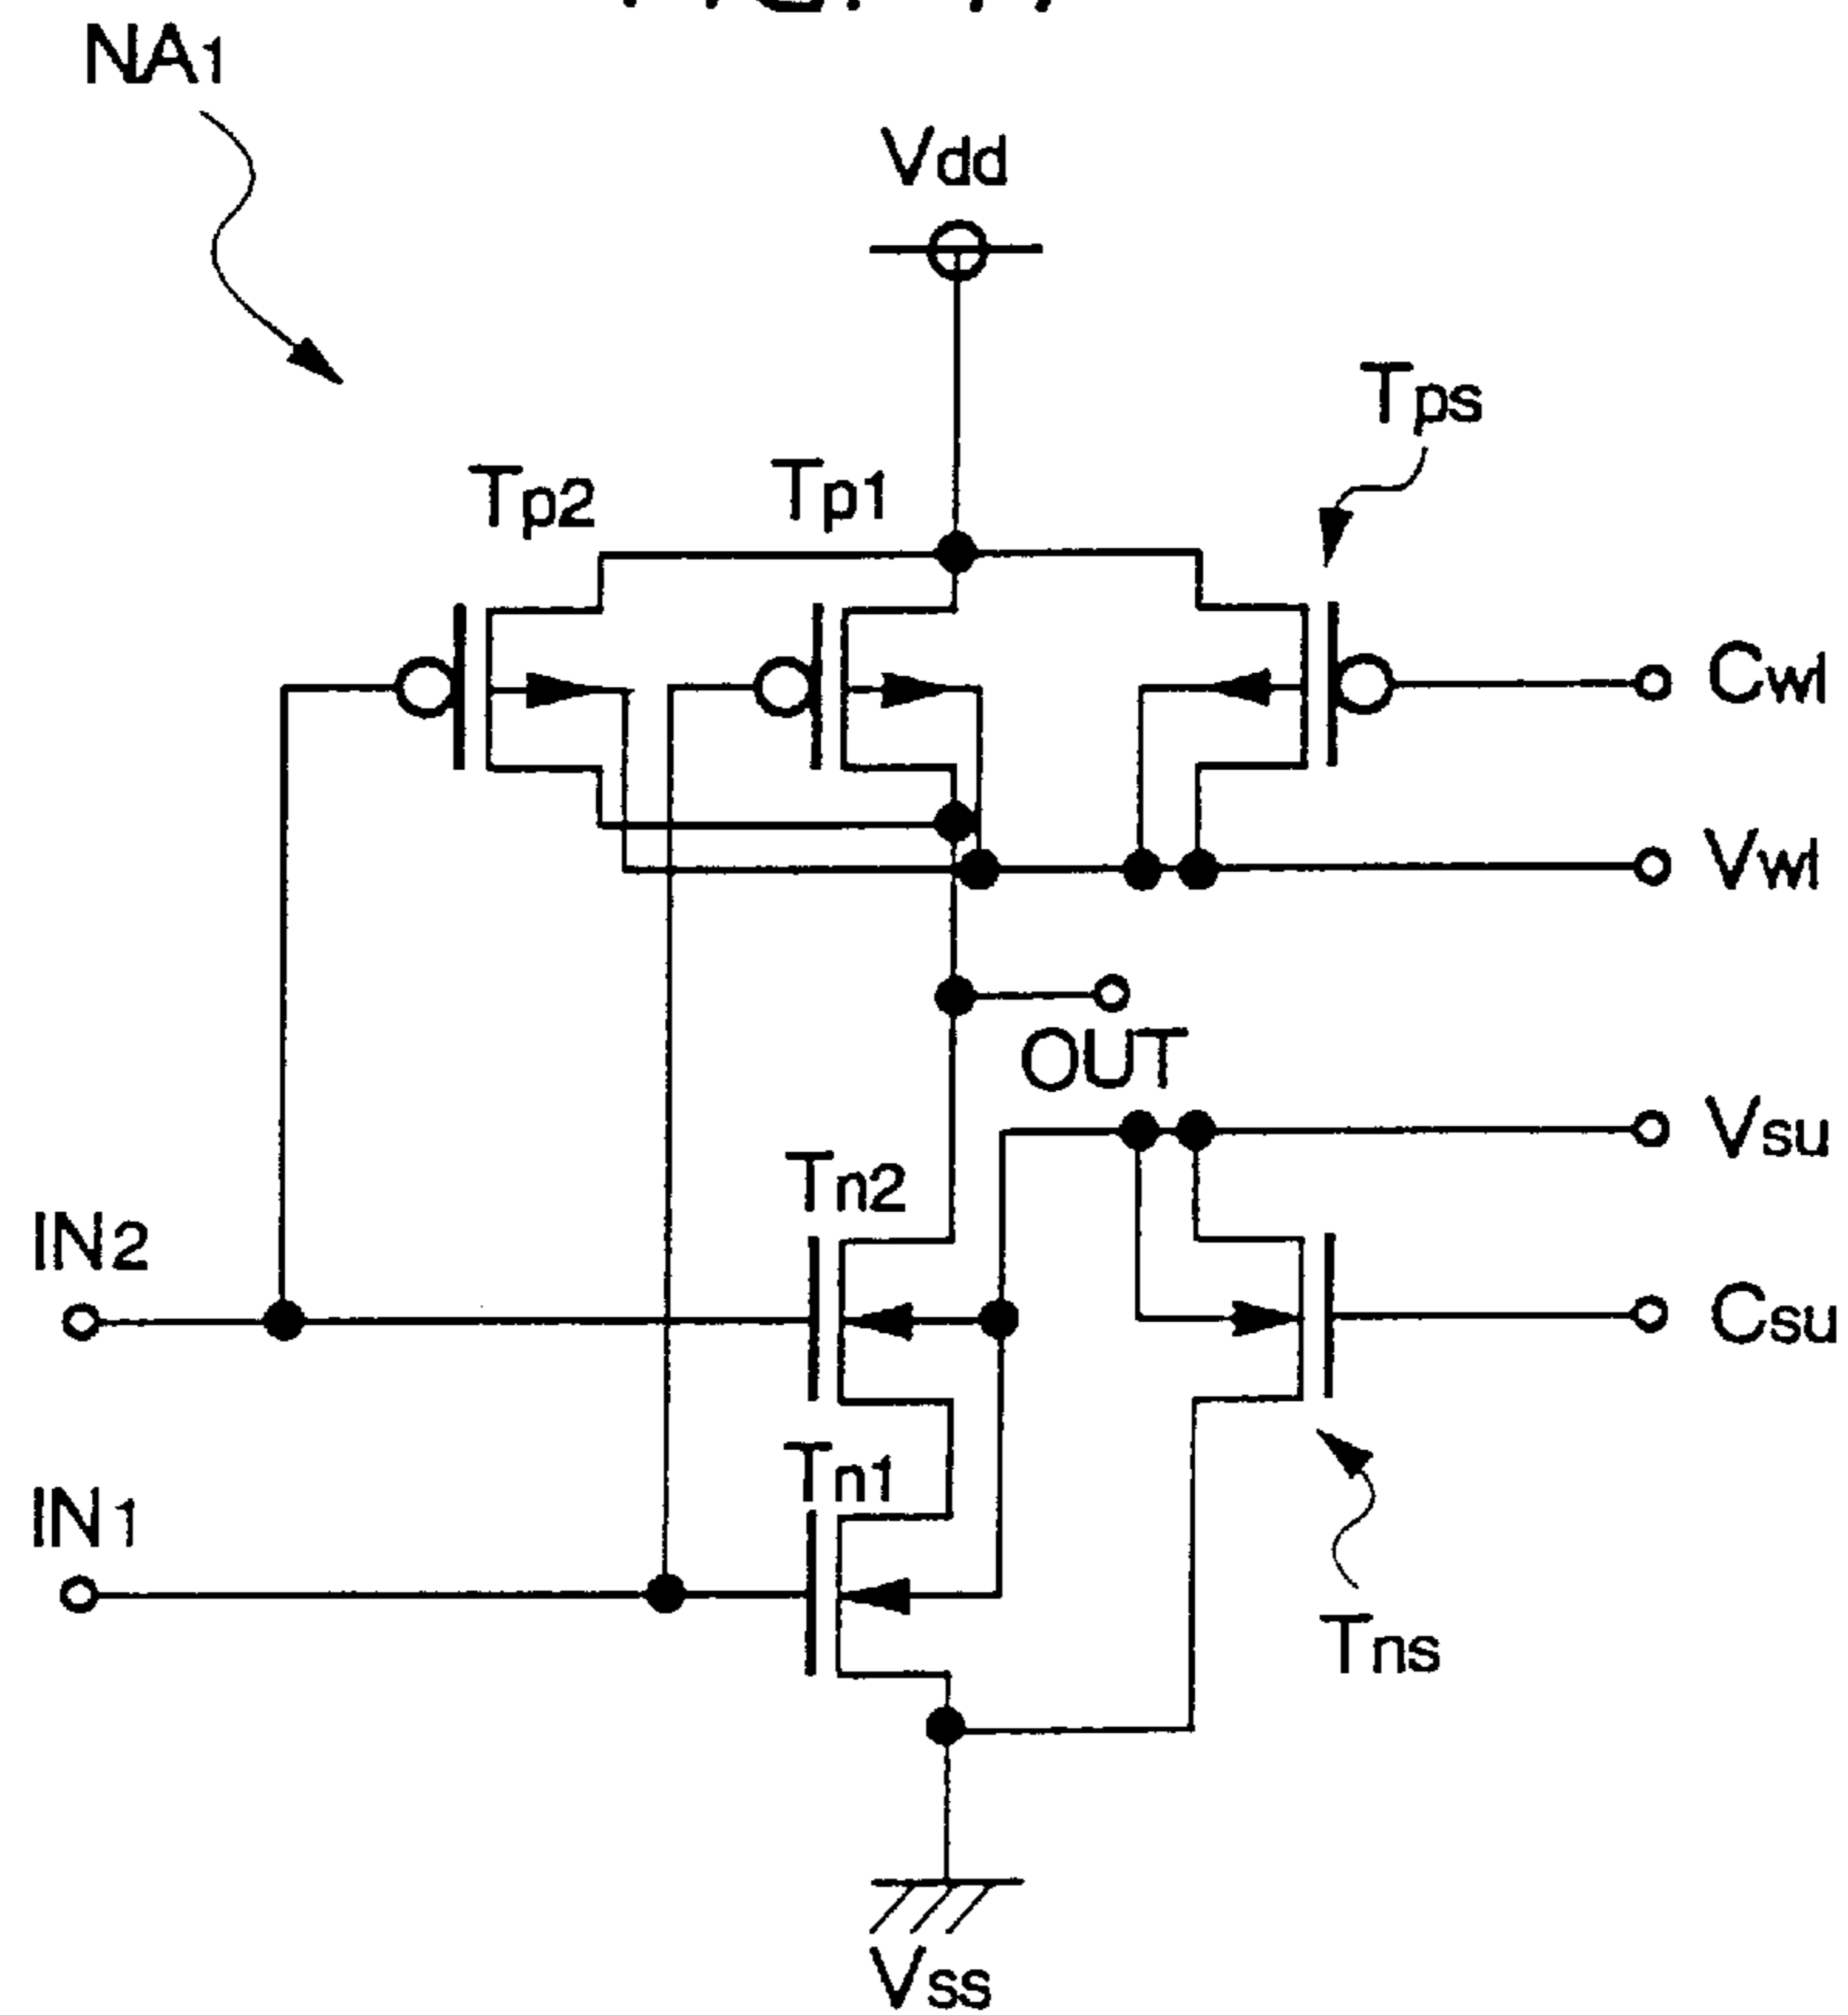 NA1
Vdd
Tps
Tp2
Tp1
Cwl
Vwl
OUT
Vsu
Tn2
IN2
Csu
Tn1
IN1
Tns
Vss